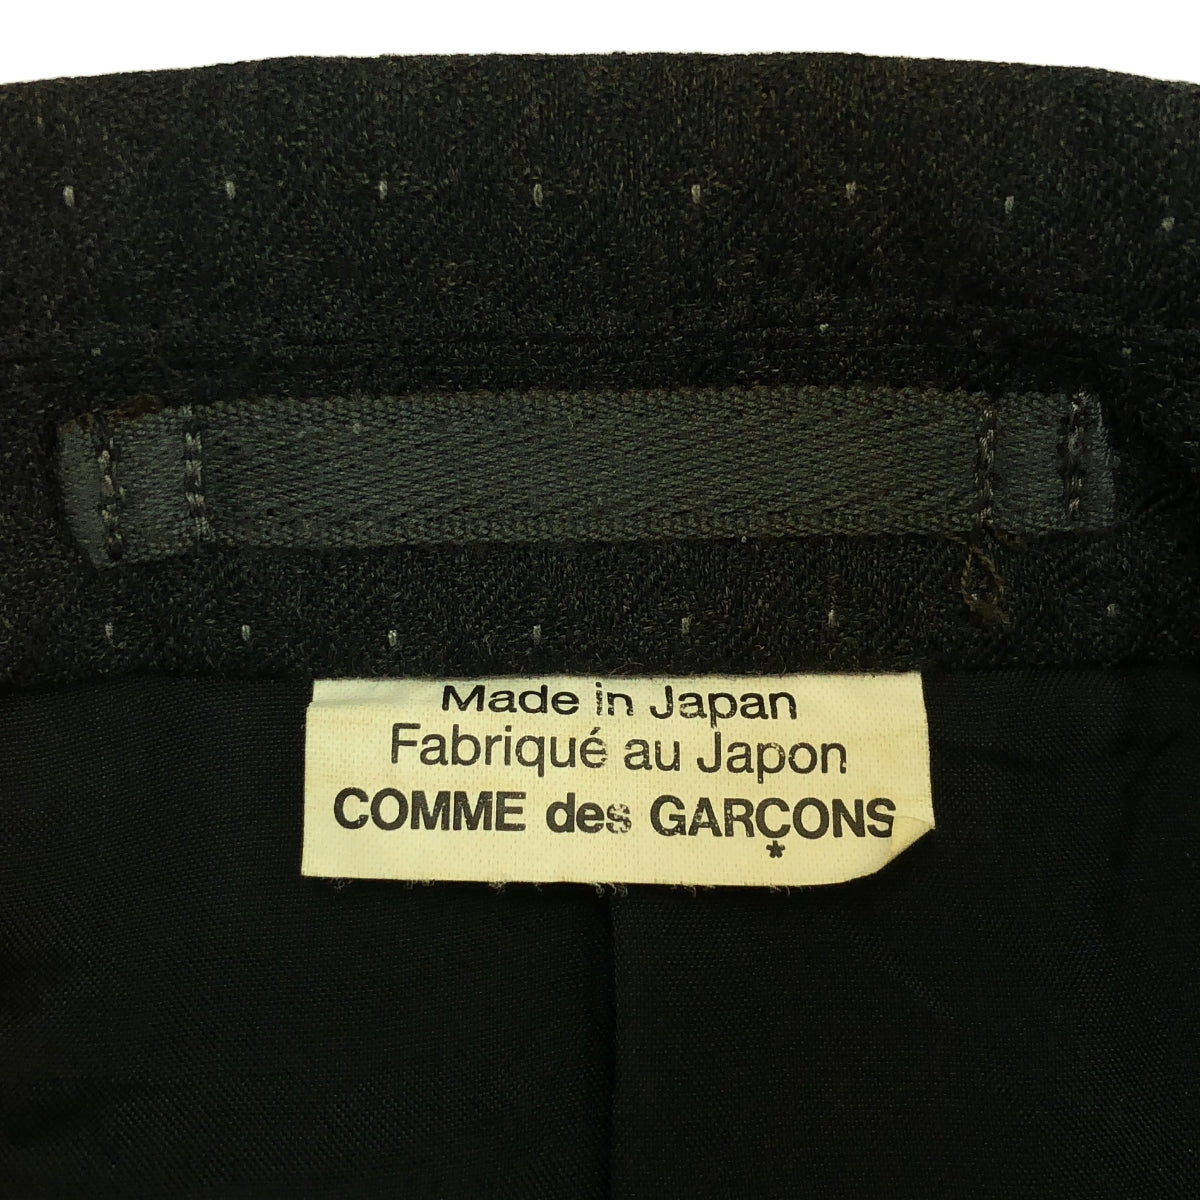 Made in Japan
Fabriqué au Japon
COMME des GARÇONS
*